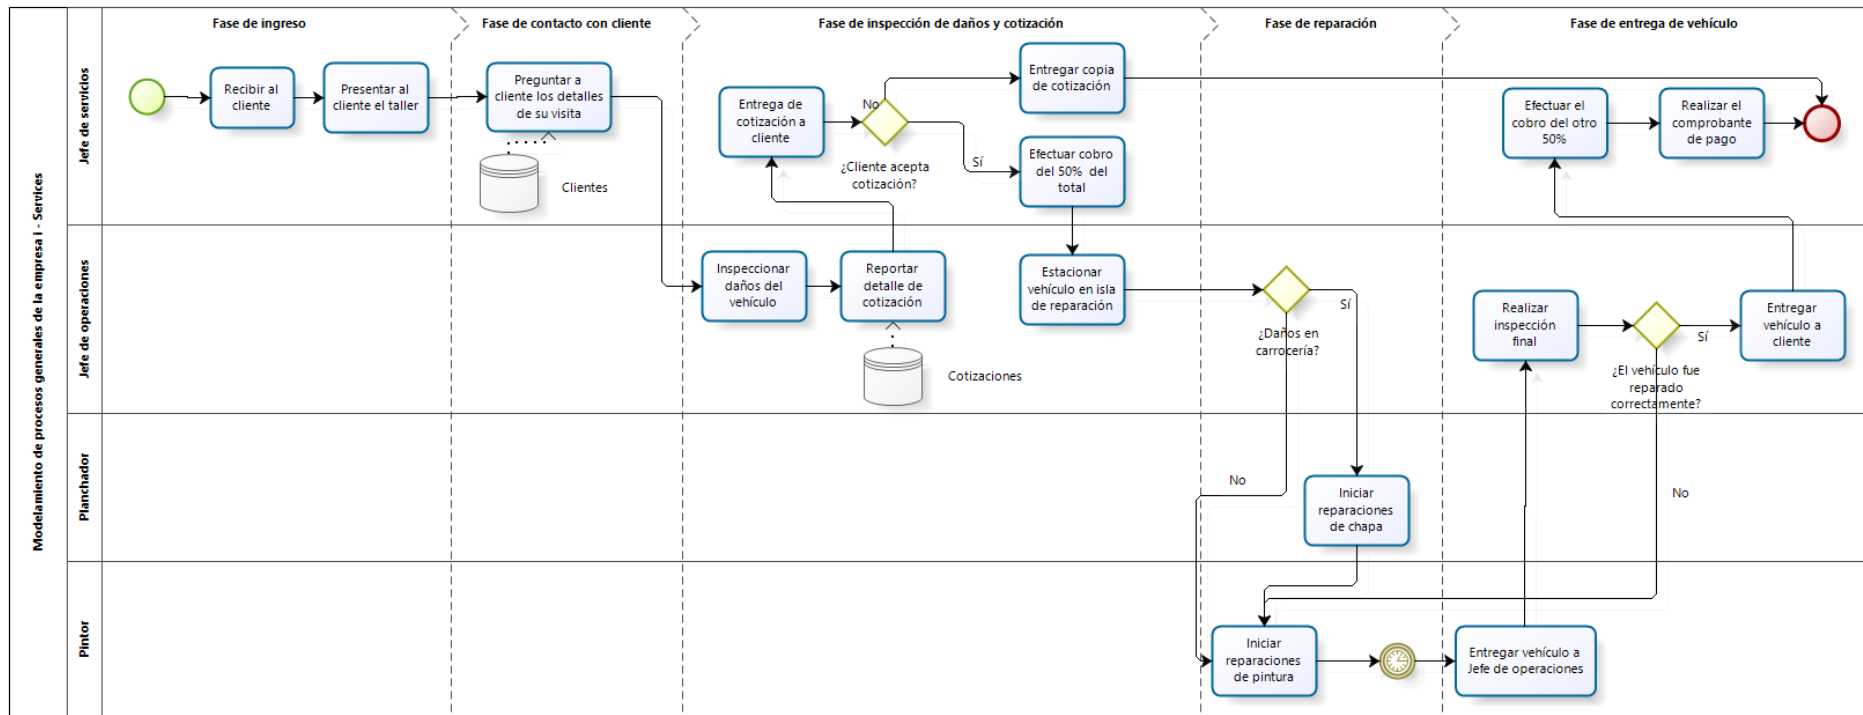 Modelamiento de procesos generales de la empresa i - Services
Fase de ingreso
Fase de contacto con cliente
Fase de inspección de daños y cotización
Fase de reparación
Fase de entrega de vehículo
Jefe de servicios
Recibir al
cliente
Presentar al
cliente el taller
Preguntar a
cliente los detalles
de su visita
Clientes
Entrega de
cotización a
cliente
No
¿Cliente acepta
cotización?
Sí
Entregar copia
de cotización
Efectuar cobro
del 50% del
total
Efectuar el
cobro del otro
50%
Realizar el
comprobante
de pago
Jefe de operaciones
Inspeccionar
daños del
vehículo
Reportar
detalle de
cotización
Cotizaciones
Estacionar
vehículo en isla
de reparación
¿Daños en
carrocería?
Sí
Realizar
inspección
final
¿El vehículo fue
reparado
correctamente?
Sí
Entregar
vehículo a
cliente
Planchador
No
Iniciar
reparaciones
de chapa
No
Pintor
Iniciar
reparaciones
de pintura
Entregar vehículo a
Jefe de operaciones